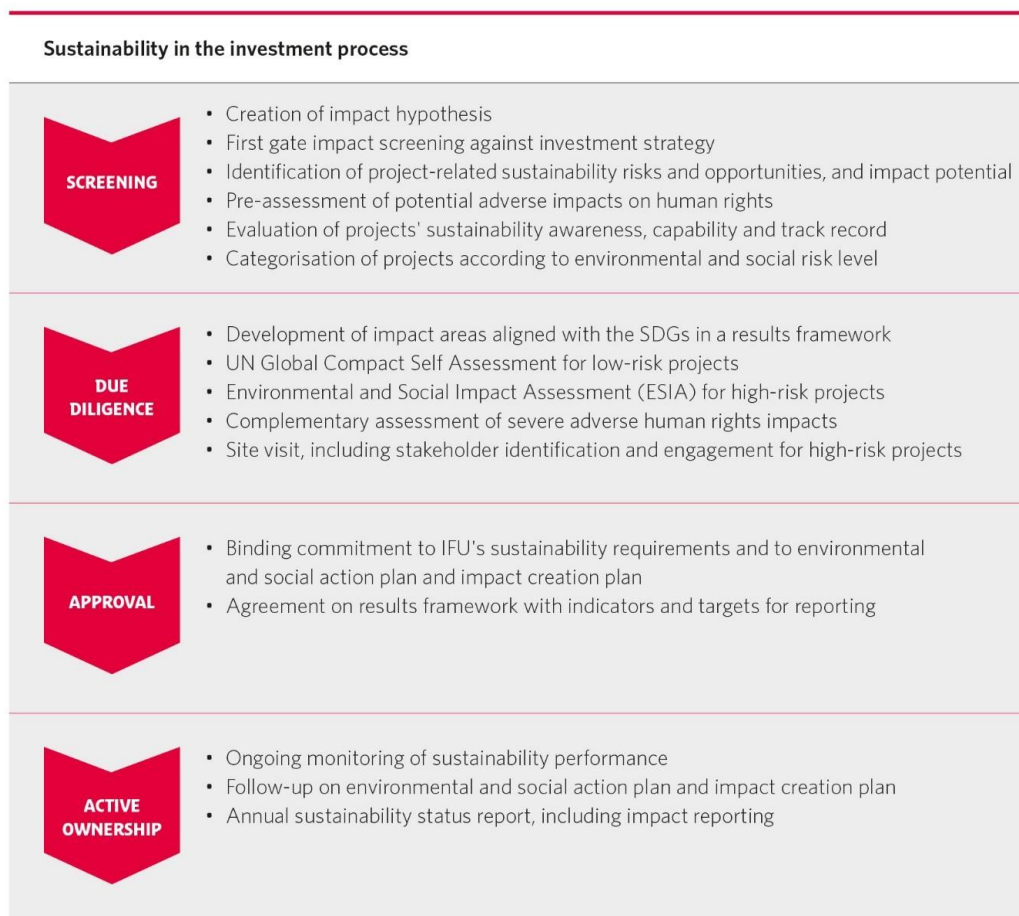 Sustainability in the investment process
SCREENING
• Creation of impact hypothesis
• First gate impact screening against investment strategy
• Identification of project-related sustainability risks and opportunities, and impact potential
• Pre-assessment of potential adverse impacts on human rights
• Evaluation of projects' sustainability awareness, capability and track record
• Categorisation of projects according to environmental and social risk level
DUE
DILIGENCE
• Development of impact areas aligned with the SDGs in a results framework
• UN Global Compact Self Assessment for low-risk projects
• Environmental and Social Impact Assessment (ESIA) for high-risk projects
• Complementary assessment of severe adverse human rights impacts
• Site visit, including stakeholder identification and engagement for high-risk projects
APPROVAL
• Binding commitment to IFU's sustainability requirements and to environmental
and social action plan and impact creation plan
• Agreement on results framework with indicators and targets for reporting
ACTIVE
OWNERSHIP
• Ongoing monitoring of sustainability performance
• Follow-up on environmental and social action plan and impact creation plan
• Annual sustainability status report, including impact reporting